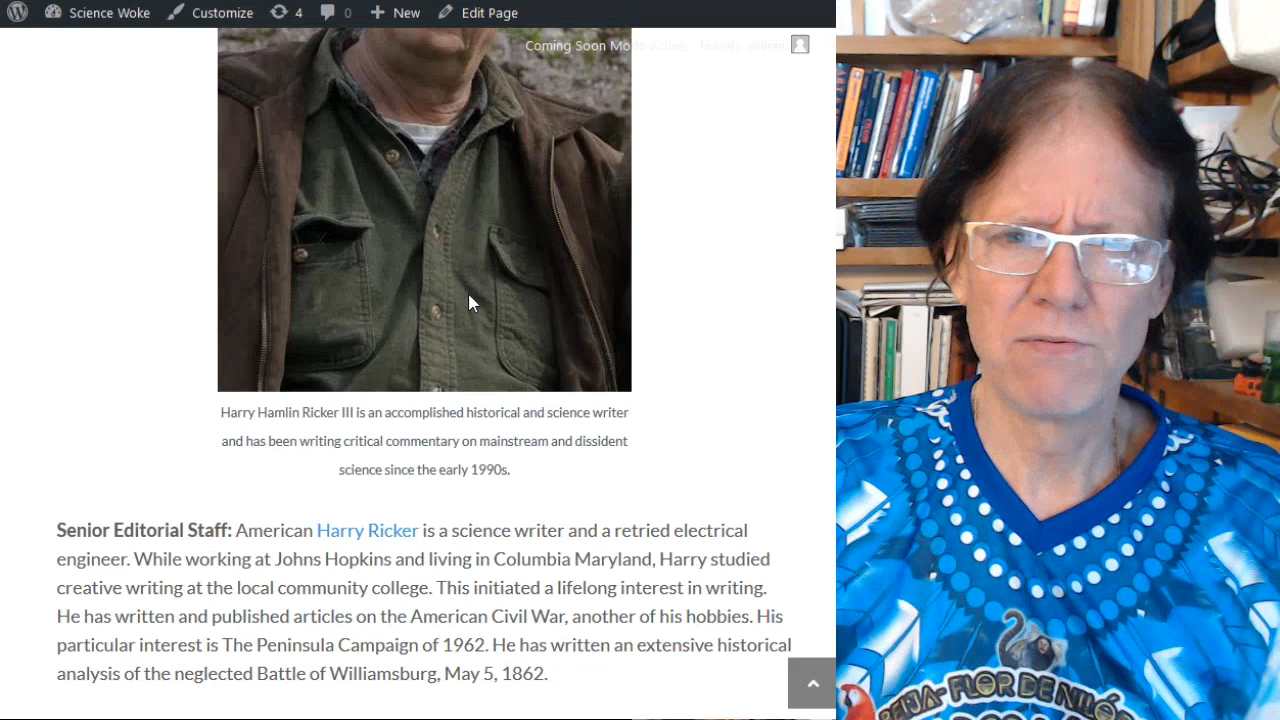 Science Woke Customize 4 0 New Edit Page
Coming Soon Mode Active Howdy, admin
Harry Hamlin Ricker III is an accomplished historical and science writer
and has been writing critical commentary on mainstream and dissident
science since the early 1990s.
Senior Editorial Staff: American Harry Ricker is a science writer and a retried electrical
engineer. While working at Johns Hopkins and living in Columbia Maryland, Harry studied
creative writing at the local community college. This initiated a lifelong interest in writing.
He has written and published articles on the American Civil War, another of his hobbies. His
particular interest is The Peninsula Campaign of 1962. He has written an extensive historical
analysis of the neglected Battle of Williamsburg, May 5, 1862.
BEIJA-FLOR DE NILÓ